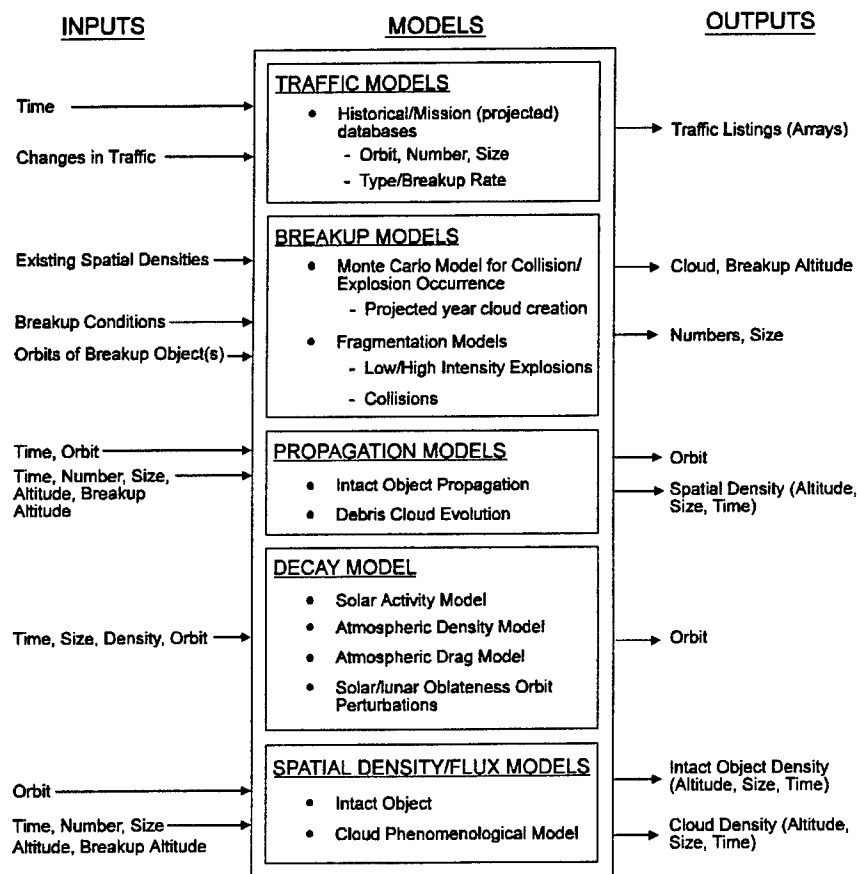 INPUTS
MODELS
OUTPUTS
TRAFFIC MODELS
Time
• Historical/Mission (projected)
databases
- Orbit, Number, Size
- Type/Breakup Rate
Changes in Traffic
Traffic Listings (Arrays)
BREAKUP MODELS
Existing Spatial Densities
• Monte Carlo Model for Collision/
Explosion Occurrence
- Projected year cloud creation
• Fragmentation Models
- Low/High Intensity Explosions
- Collisions
Breakup Conditions
Orbits of Breakup Object(s)
Cloud, Breakup Altitude
Numbers, Size
Time, Orbit
Time, Number, Size,
Altitude, Breakup
Altitude
PROPAGATION MODELS
• Intact Object Propagation
• Debris Cloud Evolution
Orbit
Spatial Density (Altitude,
Size, Time)
DECAY MODEL
• Solar Activity Model
• Atmospheric Density Model
• Atmospheric Drag Model
• Solar/lunar Oblateness Orbit
Perturbations
Time, Size, Density, Orbit
Orbit
SPATIAL DENSITY/FLUX MODELS
Orbit
• Intact Object
• Cloud Phenomenological Model
Time, Number, Size
Altitude, Breakup Altitude
Intact Object Density
(Altitude, Size, Time)
Cloud Density (Altitude,
Size, Time)